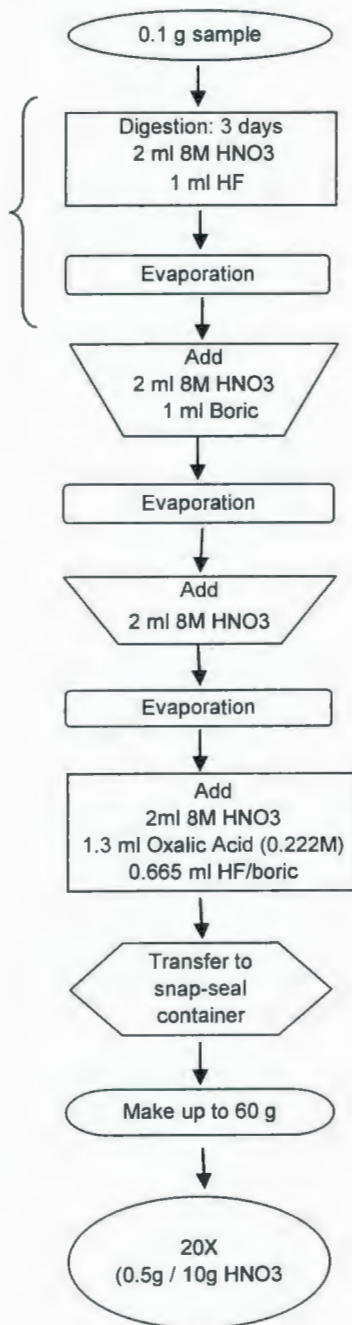 0.1 g sample
Digestion: 3 days
2 ml 8M HNO3
1 ml HF
Evaporation
Add
2 ml 8M HNO3
1 ml Boric
Evaporation
Add
2 ml 8M HNO3
Evaporation
Add
2ml 8M HNO3
1.3 ml Oxalic Acid (0.222M)
0.665 ml HF/boric
Transfer to
snap-seal
container
Make up to 60 g
20X
(0.5g / 10g HNO3